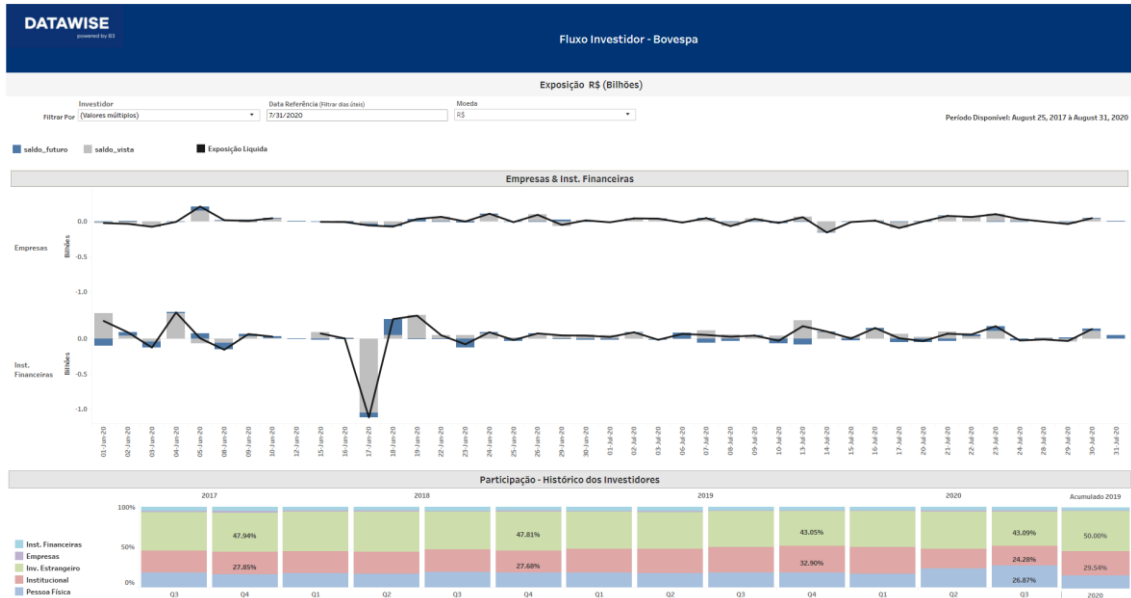 DATAWISE
powered by B3
Fluxo Investidor - Bovespa
Exposição R$ (Bilhões)
Investidor
Data Referência (Filtrar dias úteis)
Moeda
Filtrar Por
(Valores múltiplos)
7/31/2020
R$
Período Disponível: August 25, 2017 à August 31, 2020
saldo_futuro
saldo_vista
Exposição Liquida
Empresas & Inst. Financeiras
Empresas
Bilhões
0.0
-0.5
-1.0
Inst.
Financeiras
Bilhões
0.0
-0.5
-1.0
01-Jun-20
02-Jun-20
03-Jun-20
04-Jun-20
05-Jun-20
08-Jun-20
09-Jun-20
10-Jun-20
12-Jun-20
15-Jun-20
16-Jun-20
17-Jun-20
18-Jun-20
19-Jun-20
22-Jun-20
23-Jun-20
24-Jun-20
25-Jun-20
26-Jun-20
29-Jun-20
30-Jun-20
01-Jul-20
02-Jul-20
03-Jul-20
06-Jul-20
07-Jul-20
08-Jul-20
09-Jul-20
10-Jul-20
13-Jul-20
14-Jul-20
15-Jul-20
16-Jul-20
17-Jul-20
20-Jul-20
21-Jul-20
22-Jul-20
23-Jul-20
24-Jul-20
28-Jul-20
29-Jul-20
30-Jul-20
31-Jul-20
Participação - Histórico dos Investidores
2017
2018
2019
2020
Acumulado 2019
100%
50%
0%
Inst. Financeiras
Empresas
Inv. Estrangeiro
Institucional
Pessoa Física
47.94%
47.81%
43.05%
43.89%
50.00%
27.85%
27.68%
32.90%
24.28%
29.54%
26.87%
Q3
Q4
Q1
Q2
Q3
Q4
Q1
Q2
Q3
Q4
Q1
Q2
Q3
2020